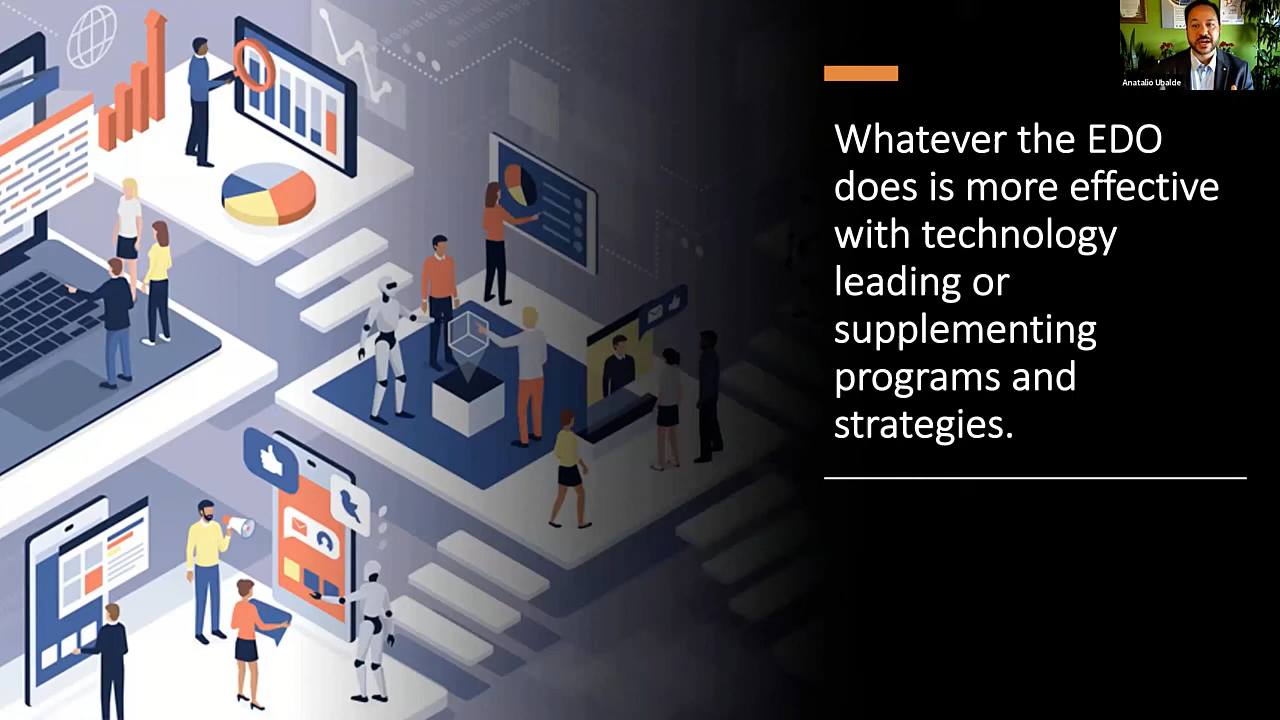 Anatalio Ubalde
Whatever the EDO
does is more effective
with technology
leading or
supplementing
programs and
strategies.